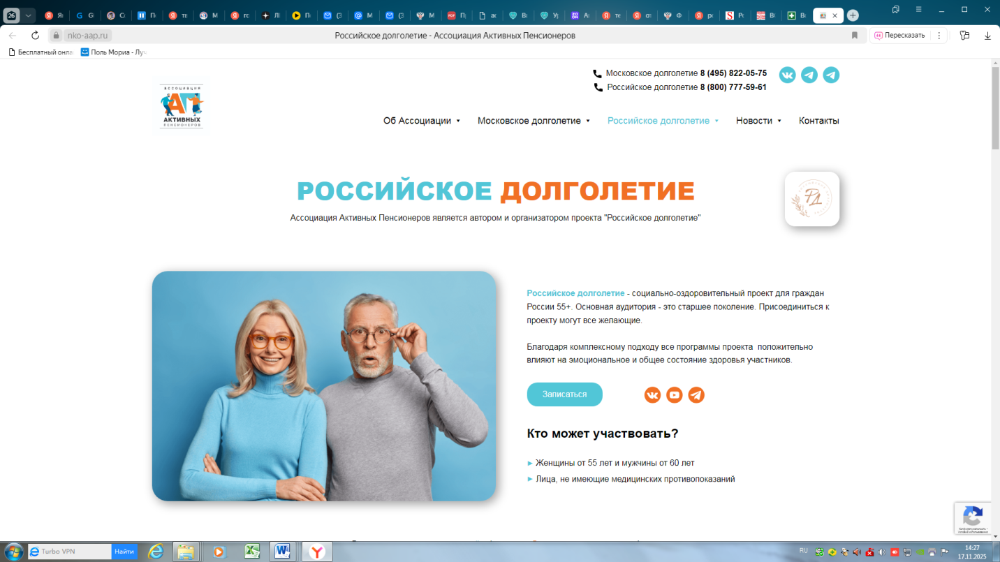 26
nko-aap.ru
Российское долголетие - Ассоциация Активных Пенсионеров
Пересказать
Бесплатный онла
Поль Мориа - Луч
Московское долголетие 8 (495) 822-05-75
Российское долголетие 8 (800) 777-59-61
АССОЦИАЦИЯ
АП
АКТИВНЫХ
ПЕНСИОНЕРОВ
Об Ассоциации
Московское долголетие
Российское долголетие
Новости
Контакты
РОССИЙСКОЕ ДОЛГОЛЕТИЕ
РД
Ассоциация Активных Пенсионеров является автором и организатором проекта "Российское долголетие"
Российское долголетие - социально-оздоровительный проект для граждан
России 55+. Основная аудитория - это старшее поколение. Присоединиться к
проекту могут все желающие.
Благодаря комплексному подходу все программы проекта положительно
влияют на эмоциональное и общее состояние здоровья участников.
Записаться
Кто может участвовать?
Женщины от 55 лет и мужчины от 60 лет
Лица, не имеющие медицинских противопоказаний
Turbo VPN
Найти
RU
14:27
17.11.2025